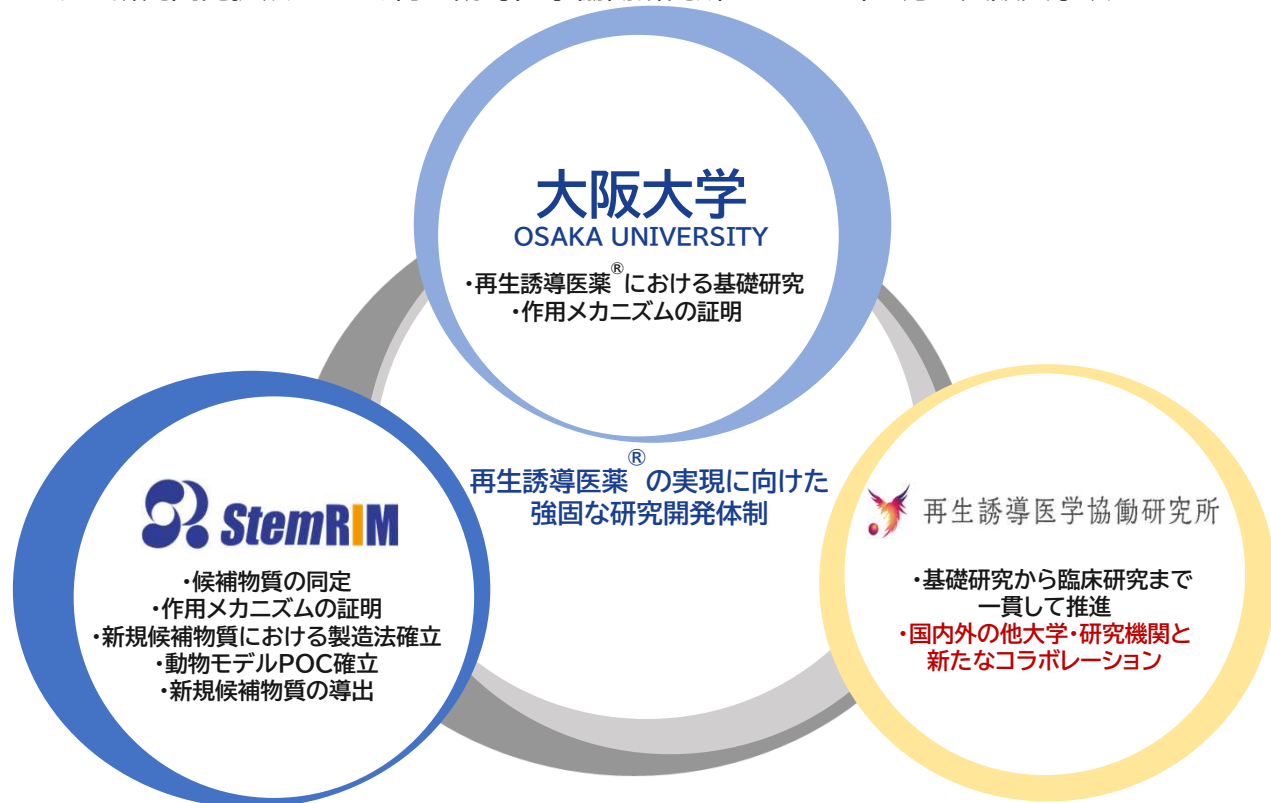 大阪大学
OSAKA UNIVERSITY
・再生誘導医薬®における基礎研究
・作用メカニズムの証明
再生誘導医薬®の実現に向けた
強固な研究開発体制
StemRIM
・候補物質の同定
・作用メカニズムの証明
・新規候補物質における製造法確立
・動物モデルPOC確立
・新規候補物質の導出
再生誘導医学協働研究所
・基礎研究から臨床研究まで
一貫して推進
・国内外の他大学・研究機関と
新たなコラボレーション